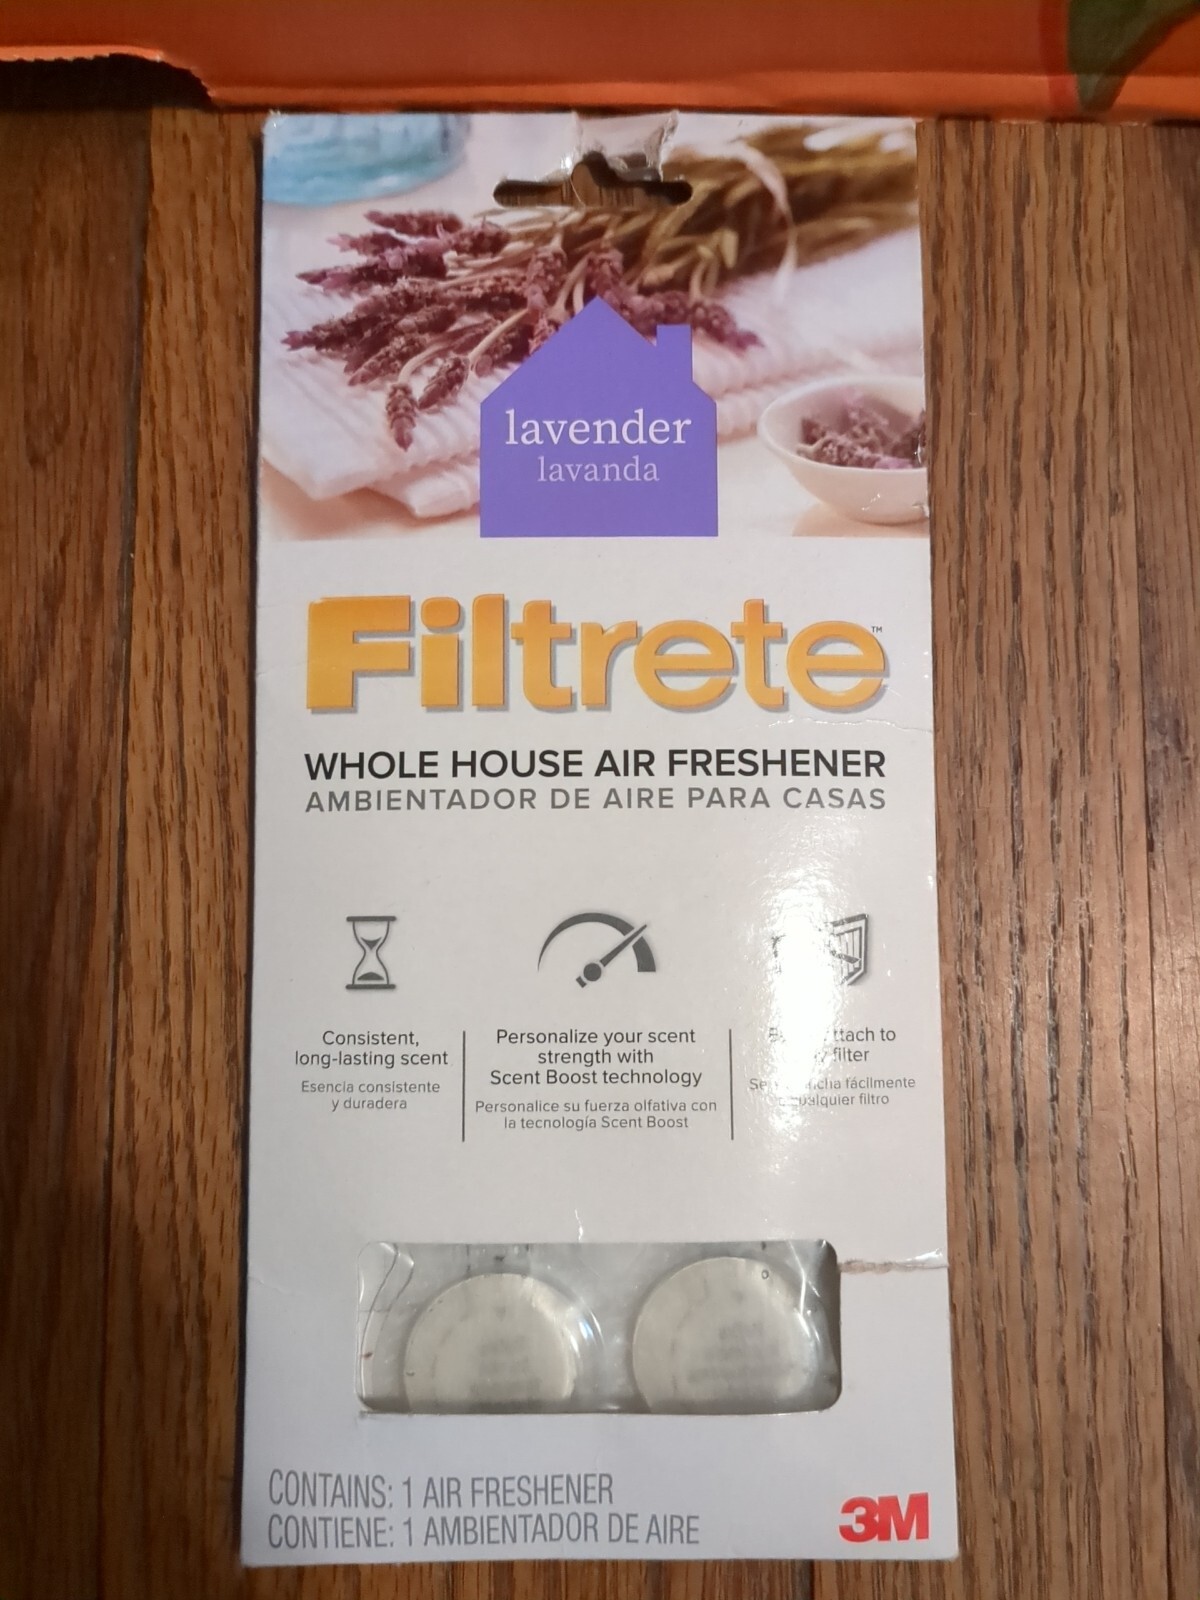 lavender
lavanda
Filtrete™
WHOLE HOUSE AIR FRESHENER
AMBIENTADOR DE AIRE PARA CASAS
Consistent,
long-lasting scent
Esencia consistente
y duradera
Personalize your scent
strength with
Scent Boost technology
Personalice su fuerza olfativa con
la tecnología Scent Boost
to
filter
fácilmente
filtro
CONTAINS: 1 AIR FRESHENER
CONTIENE: 1 AMBIENTADOR DE AIRE
3M